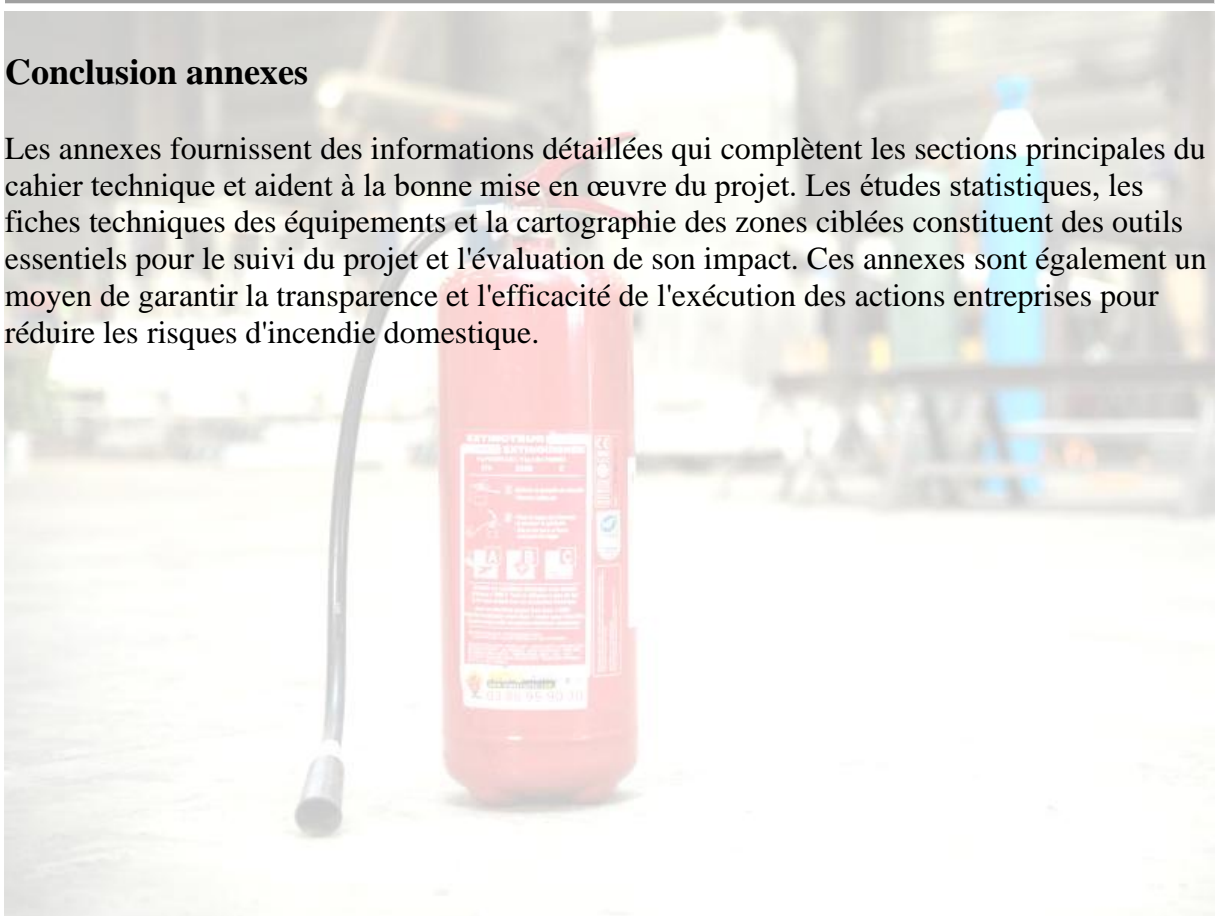 Conclusion annexes
Les annexes fournissent des informations détaillées qui complètent les sections principales du
cahier technique et aident à la bonne mise en œuvre du projet. Les études statistiques, les
fiches techniques des équipements et la cartographie des zones ciblées constituent des outils
essentiels pour le suivi du projet et l'évaluation de son impact. Ces annexes sont également un
moyen de garantir la transparence et l'efficacité de l'exécution des actions entreprises pour
réduire les risques d'incendie domestique.
EXTINCTEUR
EXTINGUISHER
A B C